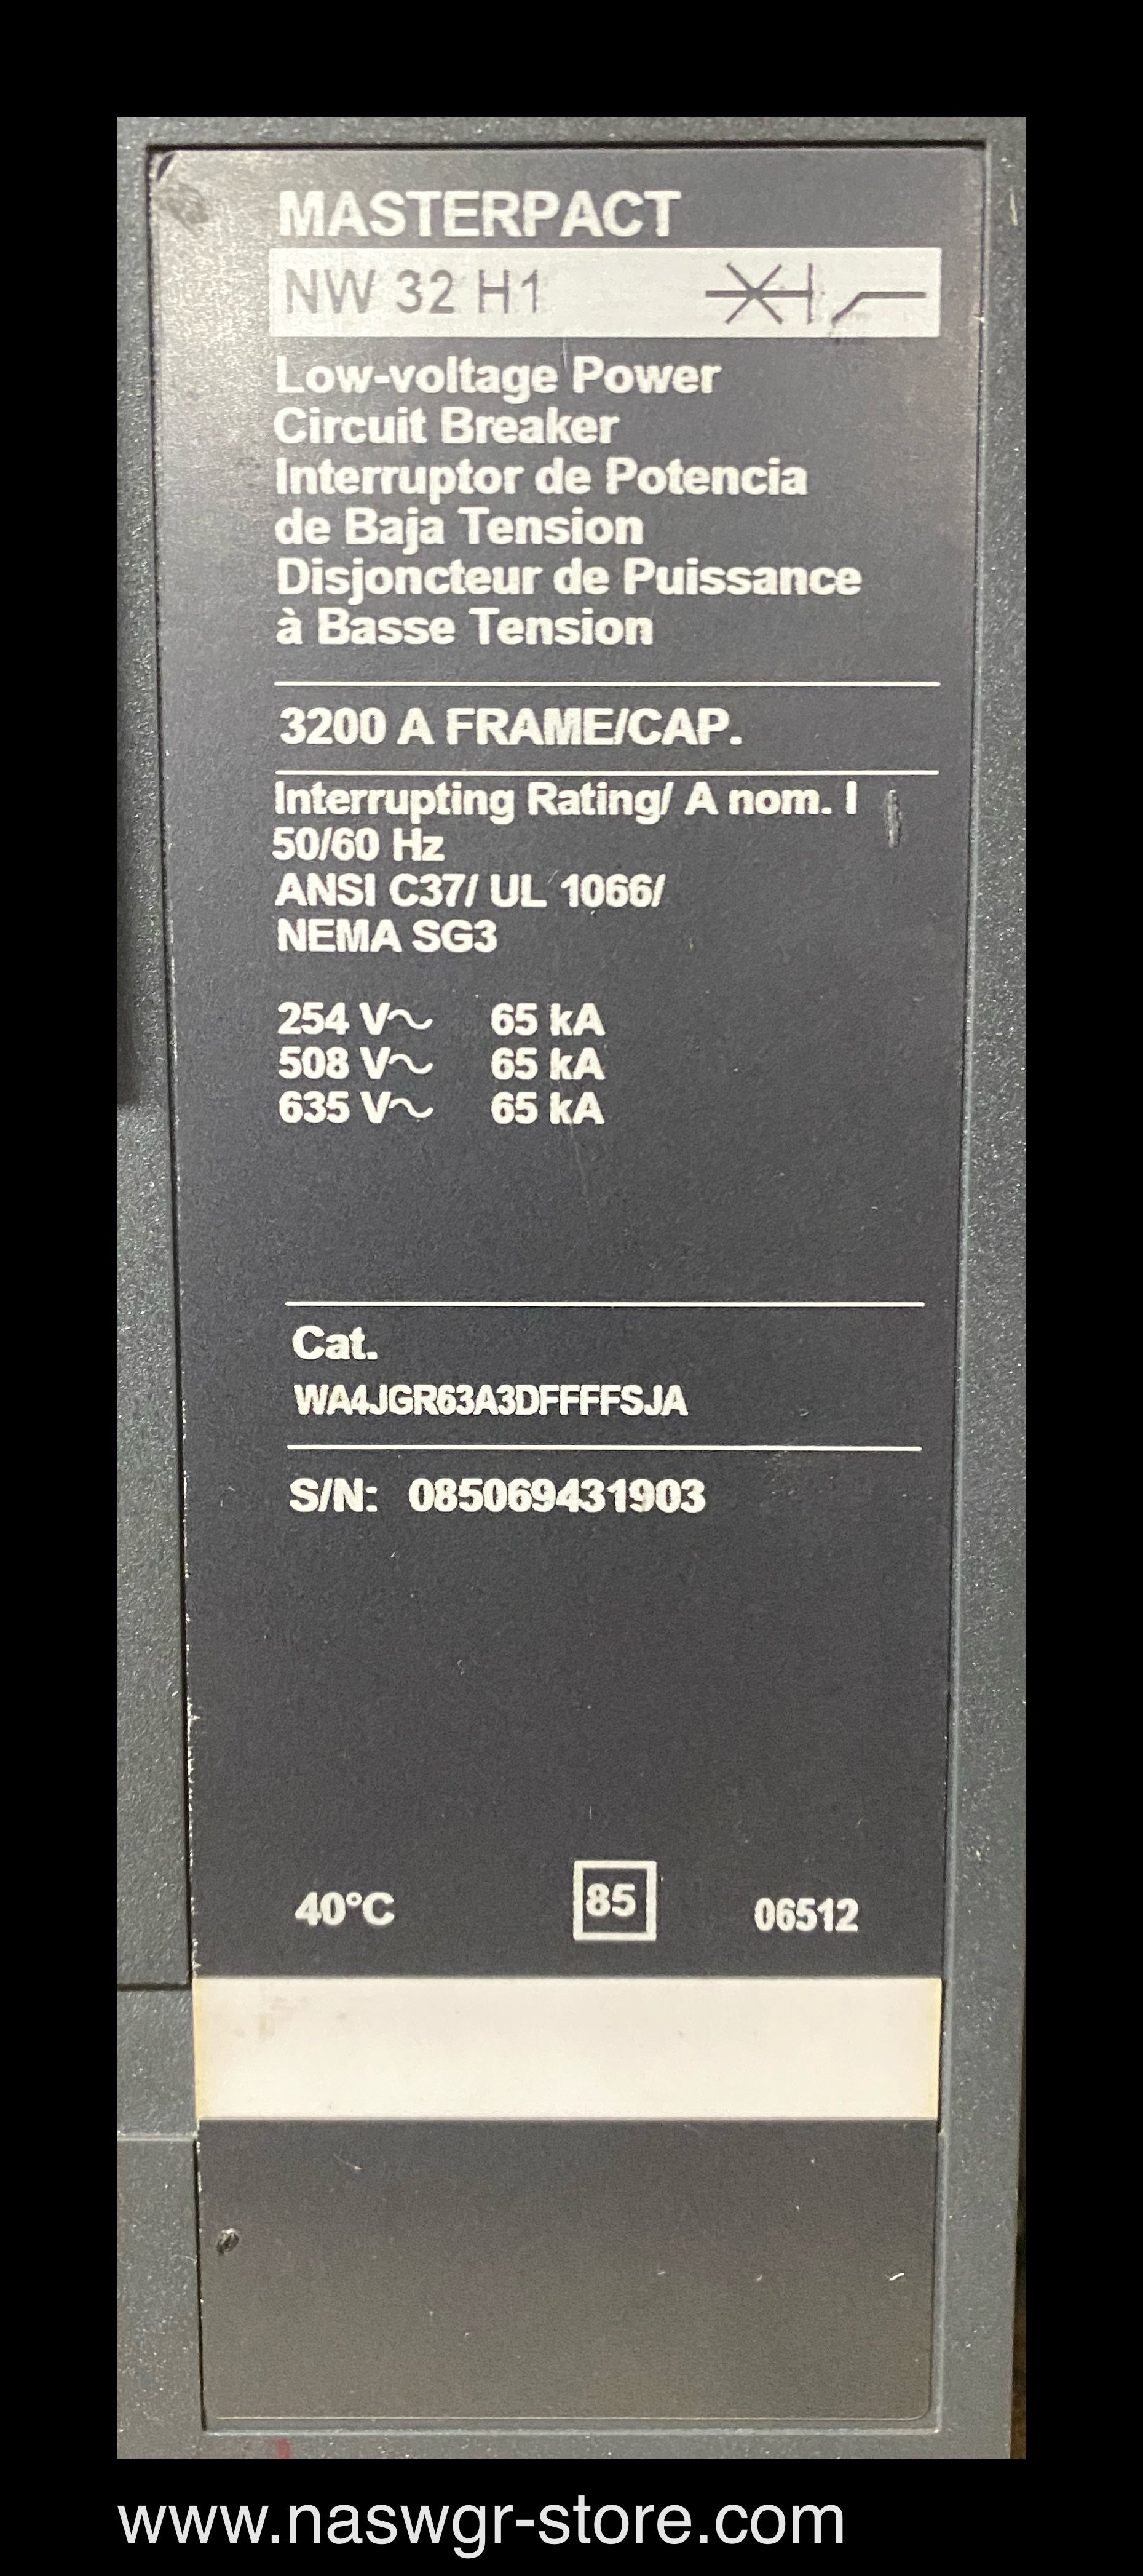 MASTERPACT
NW 32 H1
Low-voltage Power
Circuit Breaker
Interruptor de Potencia
de Baja Tension
Disjoncteur de Puissance
à Basse Tension
3200 A FRAME/CAP.
Interrupting Rating/ A nom. I
50/60 Hz
ANSI C37/ UL 1066/
NEMA SG3
254 V~ 65 kA
508 V~ 65 kA
635 V~ 65 kA
Cat.
WA4JGR63A3DFFFFSJA
S/N: 085069431903
40°C 85 06512
www.naswgr-store.com